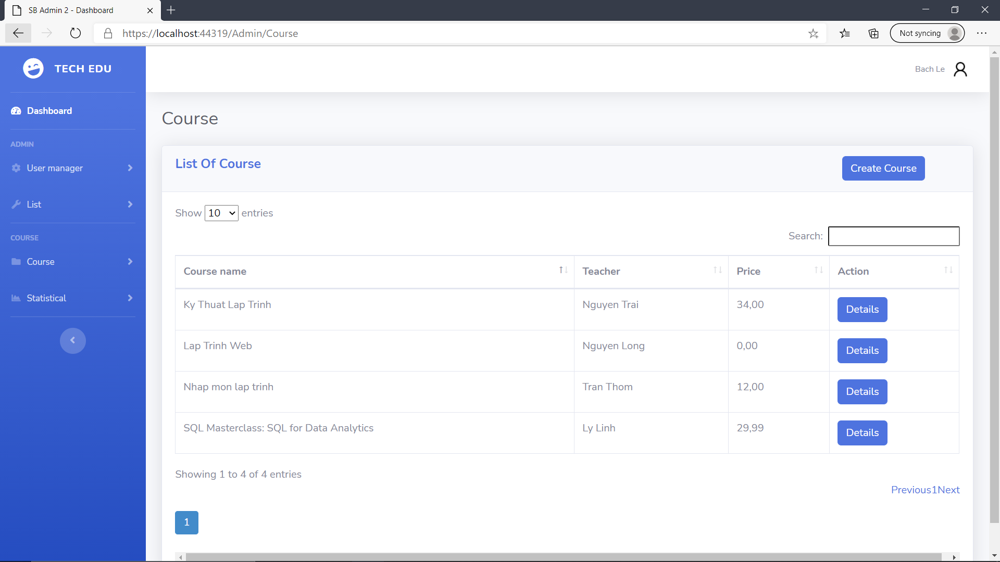 SB Admin 2 - Dashboard
https://localhost:44319/Admin/Course
Not syncing
TECH EDU
Bach Le
Dashboard
ADMIN
User manager
List
COURSE
Course
Statistical
Course
List Of Course
Create Course
Show 10 entries
Search:
Course name Teacher Price Action
Ky Thuat Lap Trinh Nguyen Trai 34,00 Details
Lap Trinh Web Nguyen Long 0,00 Details
Nhap mon lap trinh Tran Thom 12,00 Details
SQL Masterclass: SQL for Data Analytics Ly Linh 29,99 Details
Showing 1 to 4 of 4 entries
Previous1Next
1